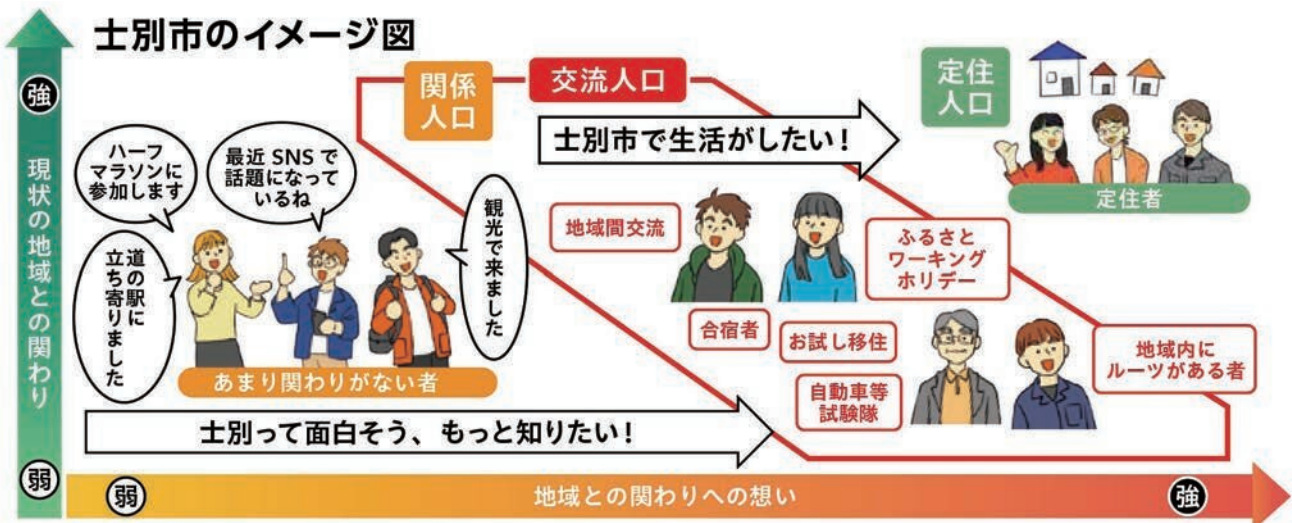 士別市のイメージ図
強
現状の地域との関わり
弱
関係
人口
交流人口
定住
人口
士別市で生活がしたい！
定住者
ハーフ
マラソンに
参加します
最近 SNS で
話題になって
いるね
道の駅に
立ち寄りました
観光で来ました
あまり関わりがない者
地域間交流
ふるさと
ワーキング
ホリデー
合宿者
お試し移住
自動車等
試験隊
地域内に
ルーツがある者
士別って面白そう、もっと知りたい！
弱
地域との関わりへの想い
強